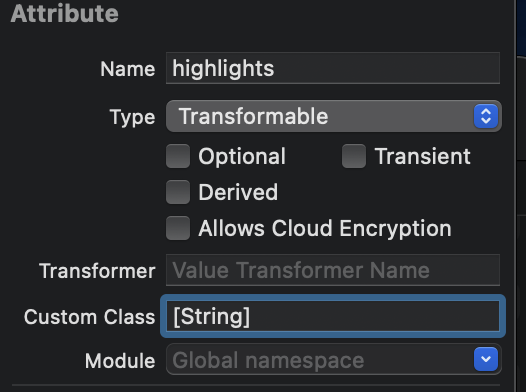 Attribute
Name highlights
Type Transformable
Optional Transient
Derived
Allows Cloud Encryption
Transformer Value Transformer Name
Custom Class [String]
Module Global namespace